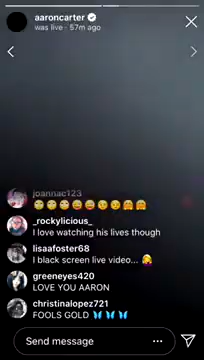 aaroncarter
was live · 57m ago
joannac123
_rockylicious_
I love watching his lives though
lisaafoster68
I black screen live video...
greeneyes420
LOVE YOU AARON
christinalopez721
FOOLS GOLD
Send message